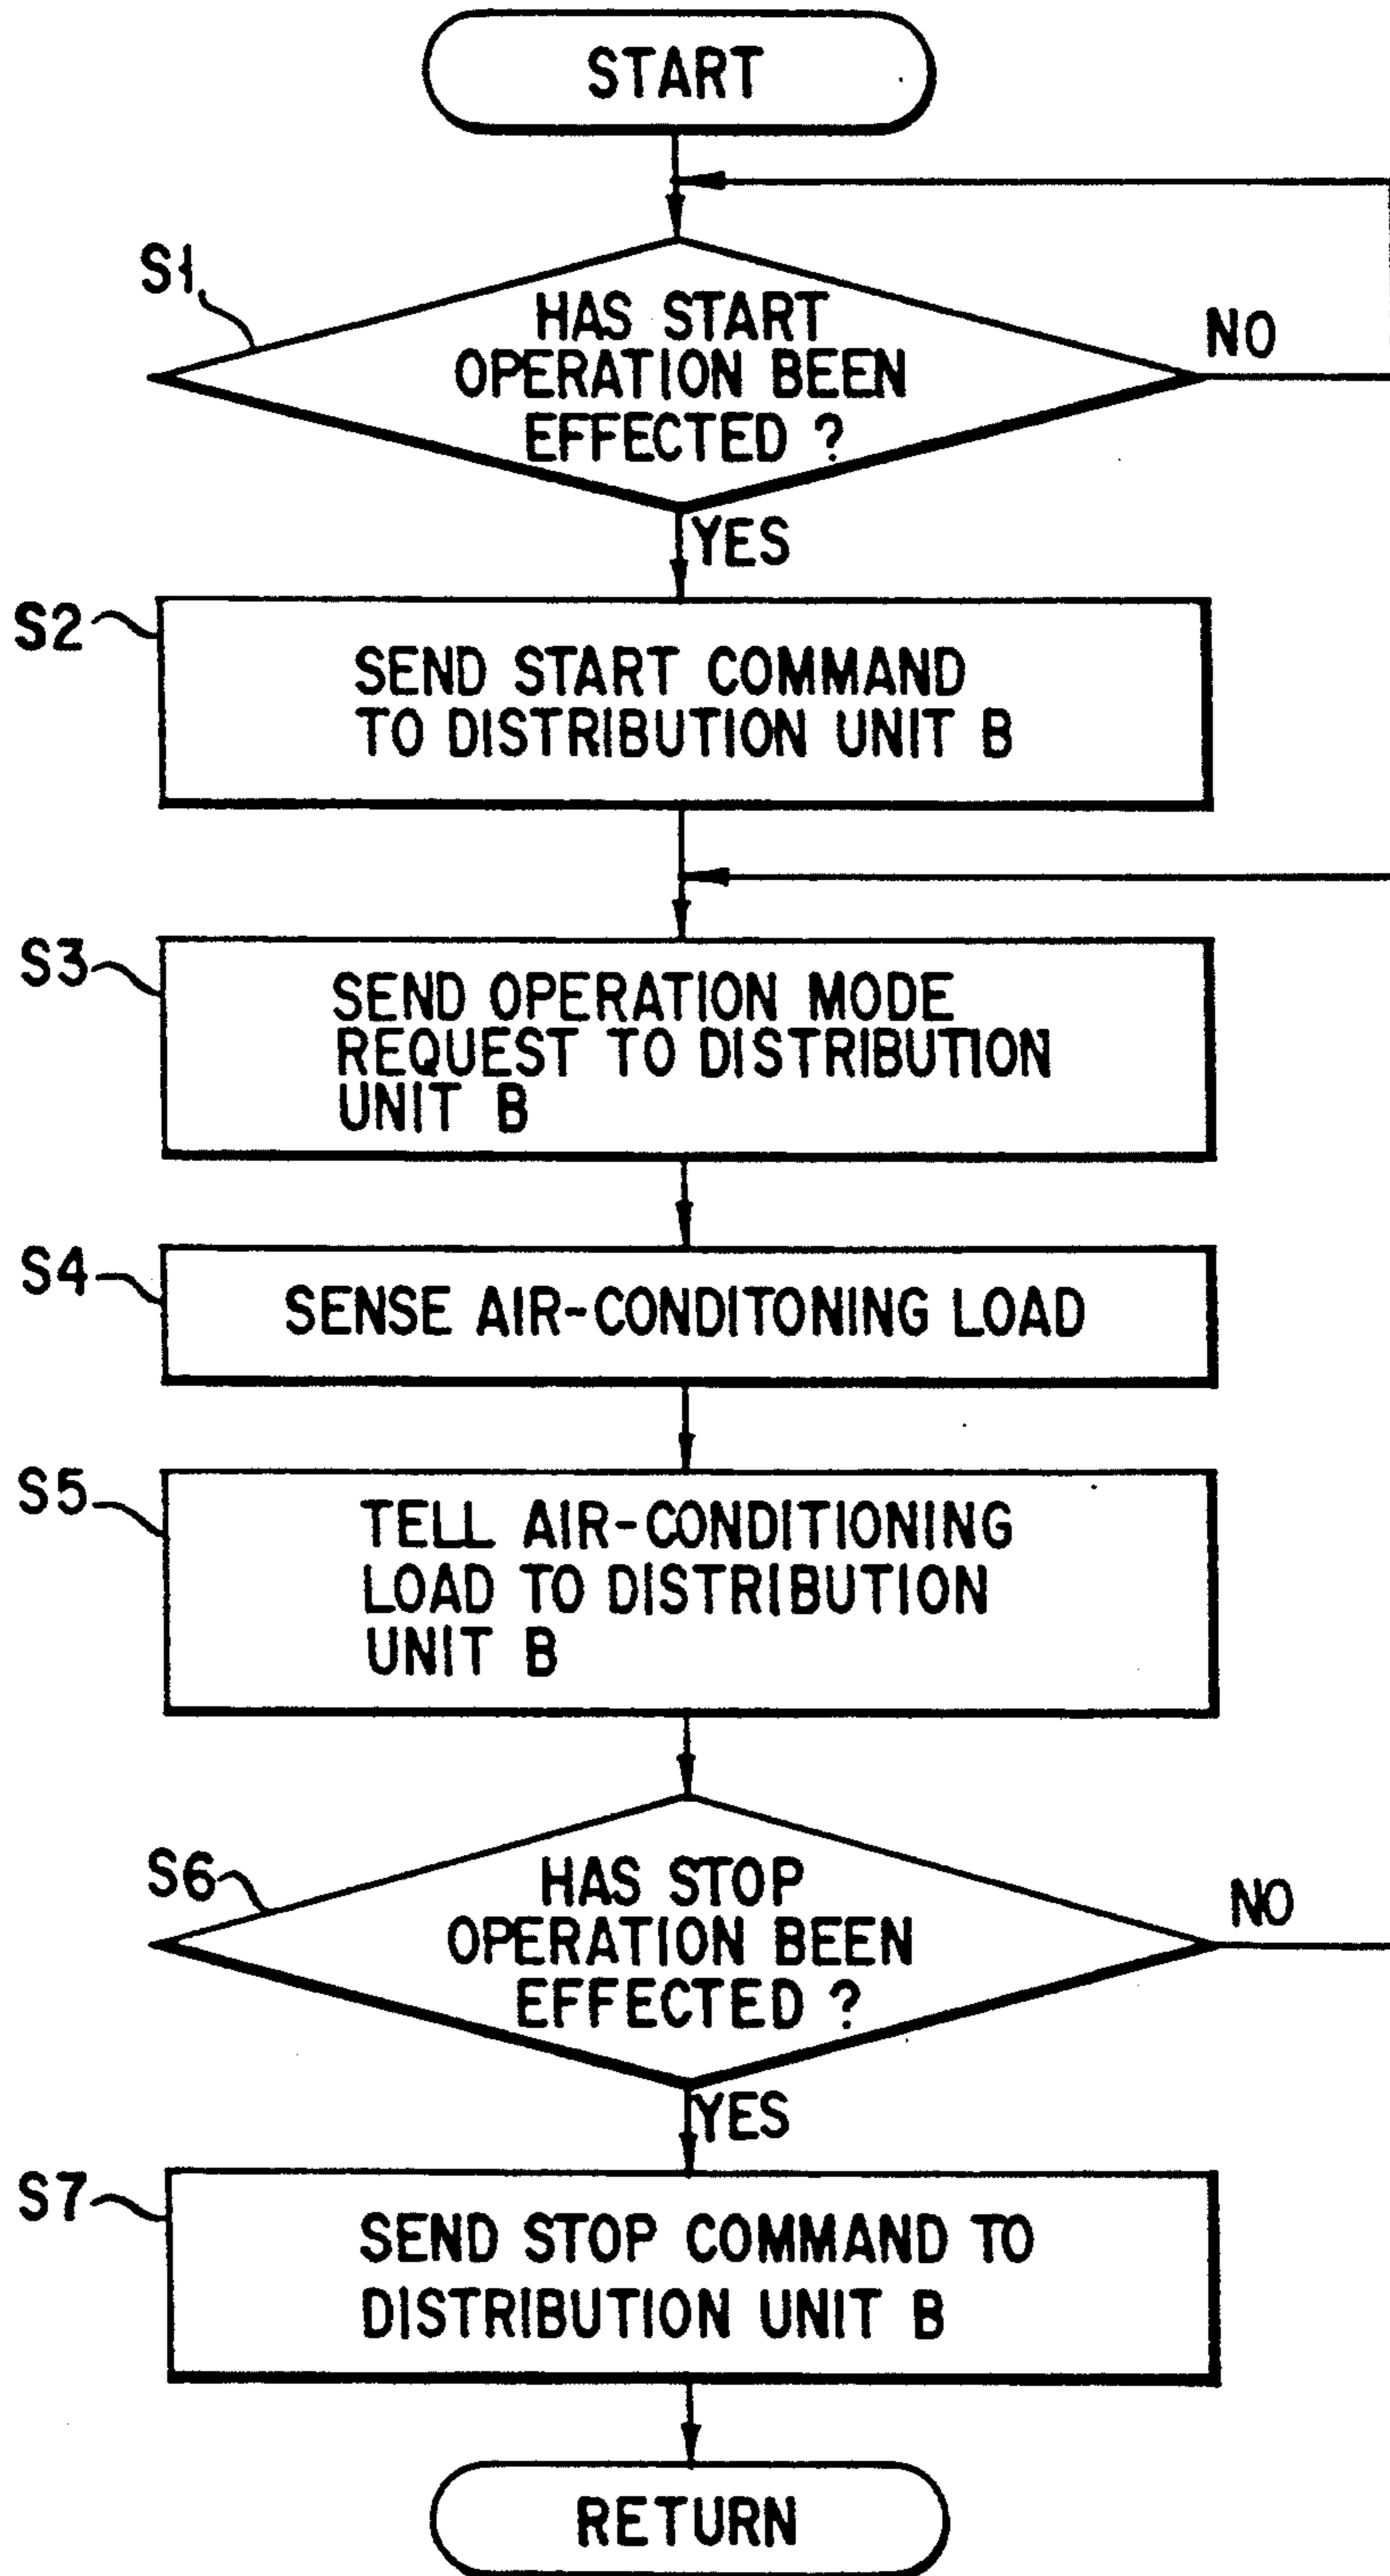 START
S1
HAS START
OPERATION BEEN
EFFECTED ?
NO
YES
S2
SEND START COMMAND
TO DISTRIBUTION UNIT B
S3
SEND OPERATION MODE
REQUEST TO DISTRIBUTION
UNIT B
S4
SENSE AIR-CONDITONING LOAD
S5
TELL AIR-CONDITIONING
LOAD TO DISTRIBUTION
UNIT B
S6
HAS STOP
OPERATION BEEN
EFFECTED ?
NO
YES
S7
SEND STOP COMMAND TO
DISTRIBUTION UNIT B
RETURN